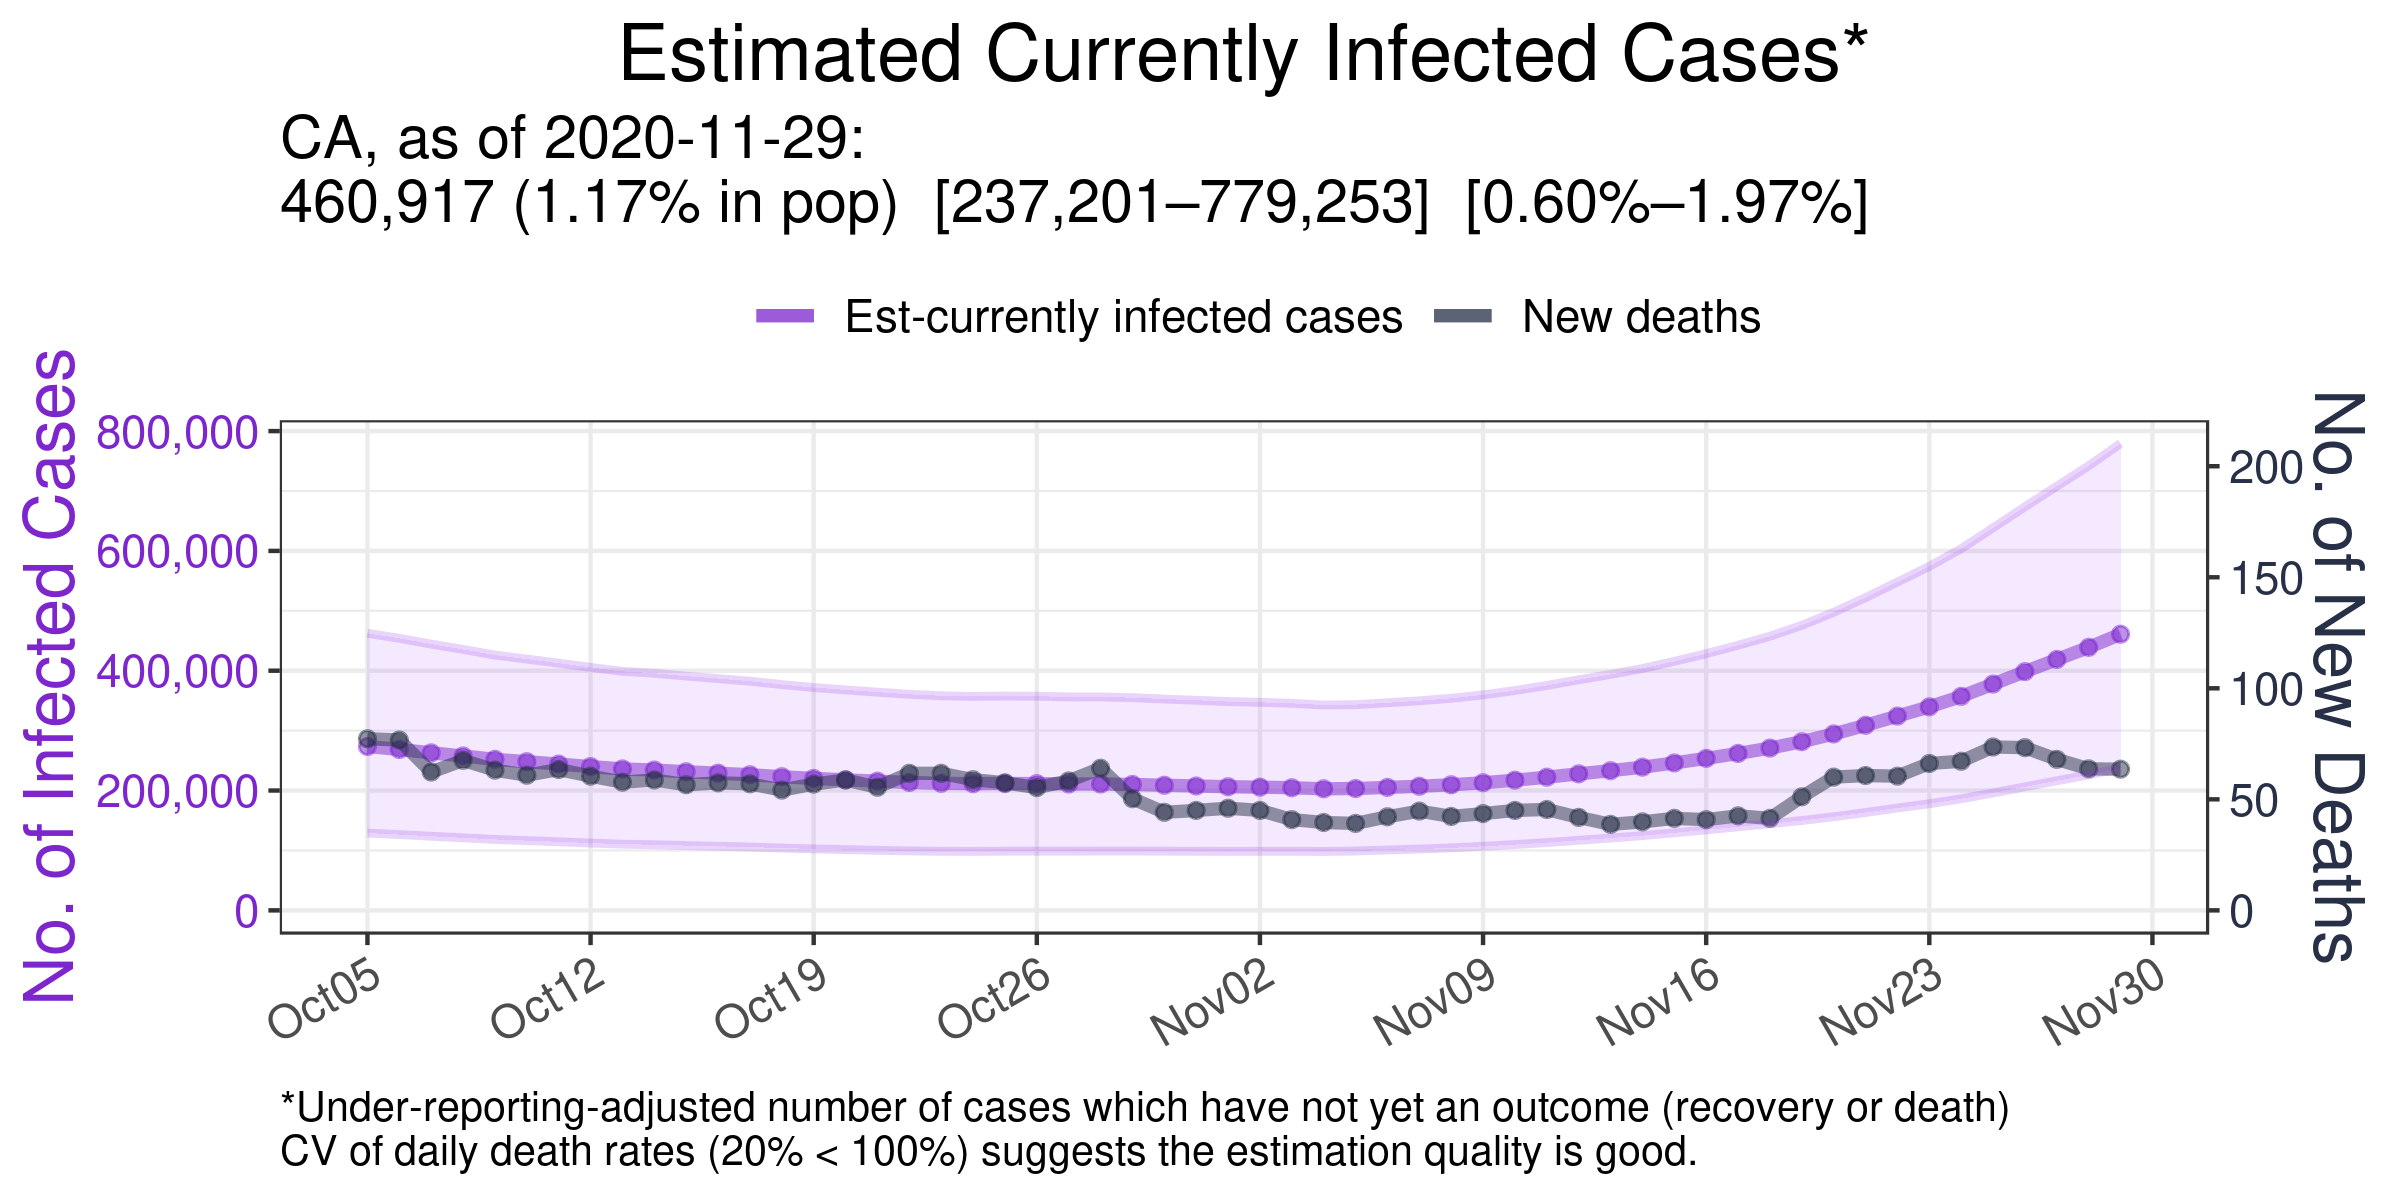 Estimated Currently Infected Cases*
CA, as of 2020-11-29:
460,917 (1.17% in pop)  [237,201–779,253]  [0.60%–1.97%]
Est-currently infected cases
New deaths
No. of Infected Cases
800,000
600,000
400,000
200,000
0
200
150
100
50
0
No. of New Deaths
Oct05
Oct12
Oct19
Oct26
Nov02
Nov09
Nov16
Nov23
Nov30
*Under-reporting-adjusted number of cases which have not yet an outcome (recovery or death)
CV of daily death rates (20% < 100%) suggests the estimation quality is good.